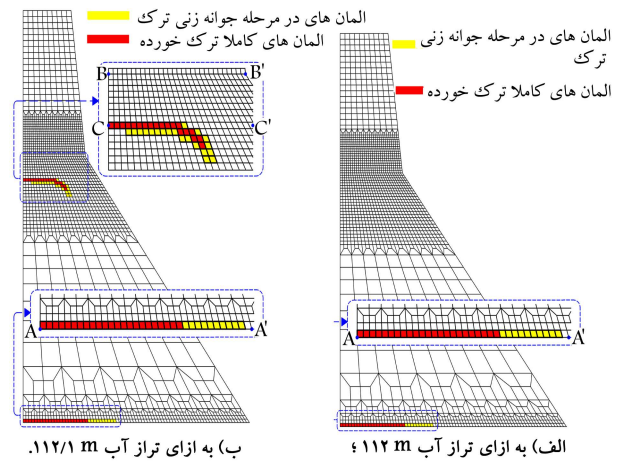 المان های در مرحله جوانه زنی ترک
المان های کاملا ترک خورده
المان های در مرحله جوانه زنی
ترک
المان های کاملا ترک خورده
B B'
C C'
A A'
A A'
الف) به ازای تراز آب ۱۱۲ m ؛
ب) به ازای تراز آب ۱۱۲/۱ m.